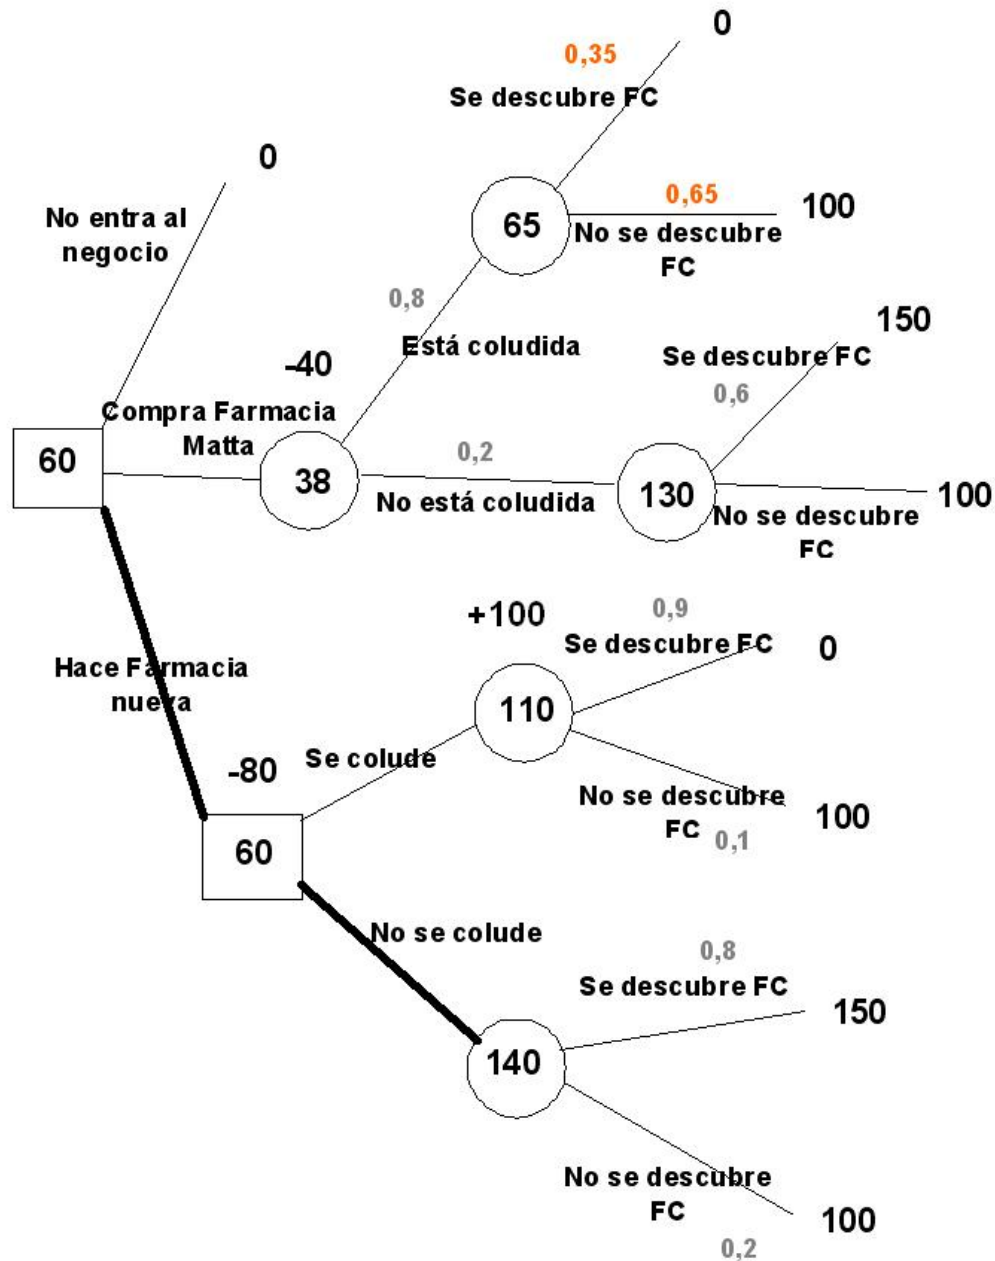 0
0,35
Se descubre FC
0
No entra al
negocio
0,65
100
65
No se descubre
FC
0,8
150
Está coludida
Se descubre FC
-40
0,6
Compra Farmacia
Matta
60
0,2
38
130
100
No está coludida
No se descubre
FC
+100
0,9
Se descubre FC
0
Hace Farmacia
nueva
110
-80
Se colude
No se descubre
FC
0,1
100
60
No se colude
0,8
Se descubre FC
150
140
No se descubre
FC
100
0,2